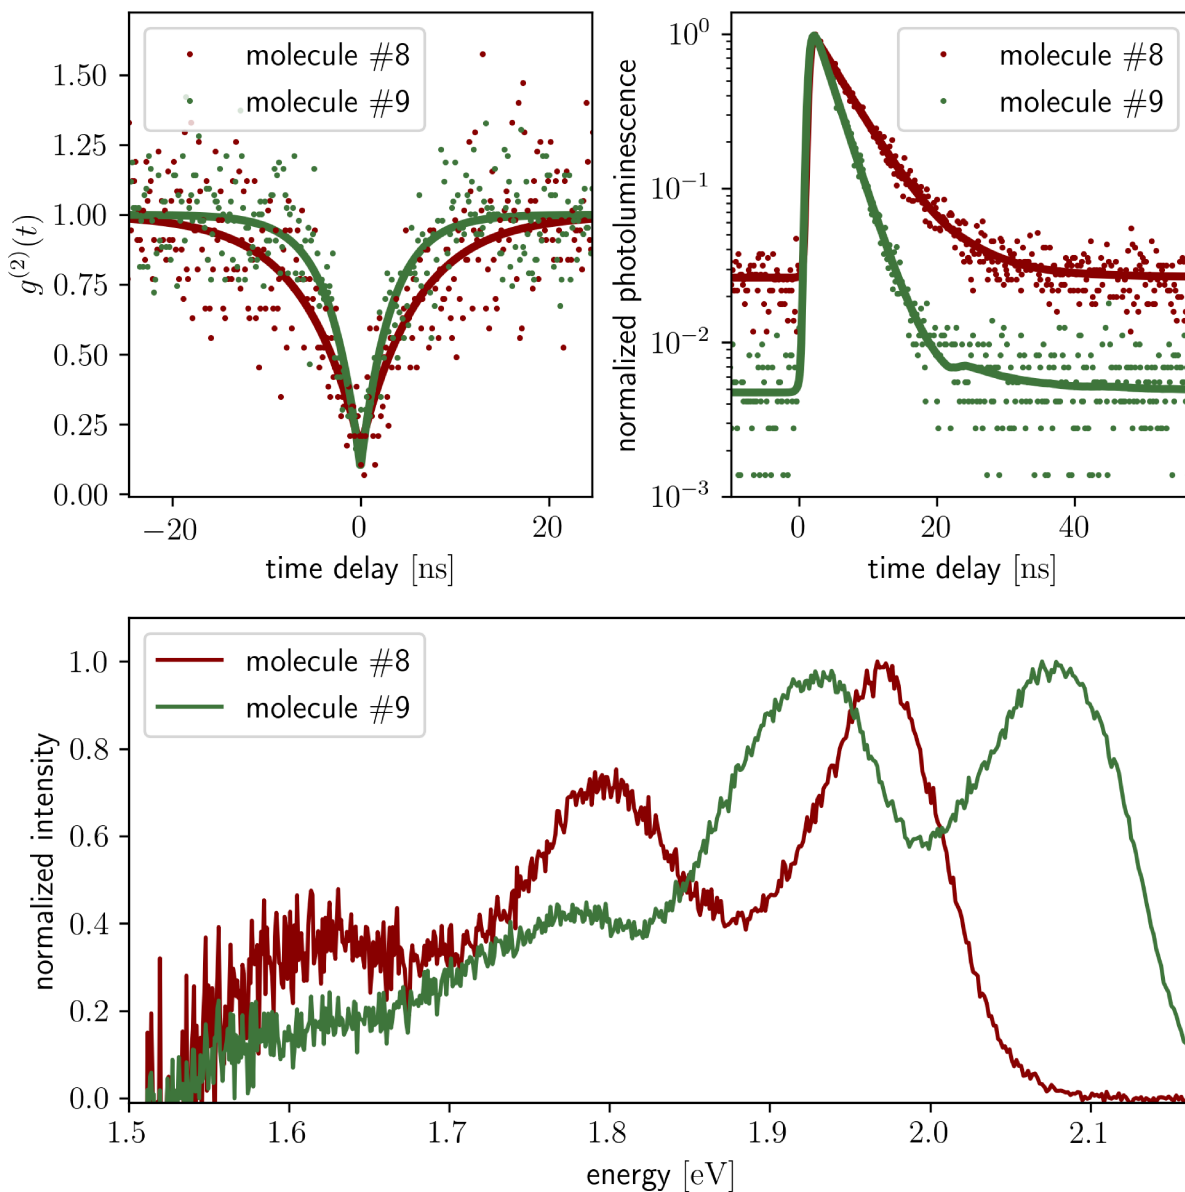 molecule #8
molecule #9
1.50
1.25
1.00
0.75
0.50
0.25
0.00
g^{(2)}(t)
−20
0
20
time delay [ns]
molecule #8
molecule #9
10^0
10^{−1}
10^{−2}
10^{−3}
normalized photoluminescence
0
20
40
time delay [ns]
molecule #8
molecule #9
1.0
0.8
0.6
0.4
0.2
0.0
normalized intensity
1.5
1.6
1.7
1.8
1.9
2.0
2.1
energy [eV]